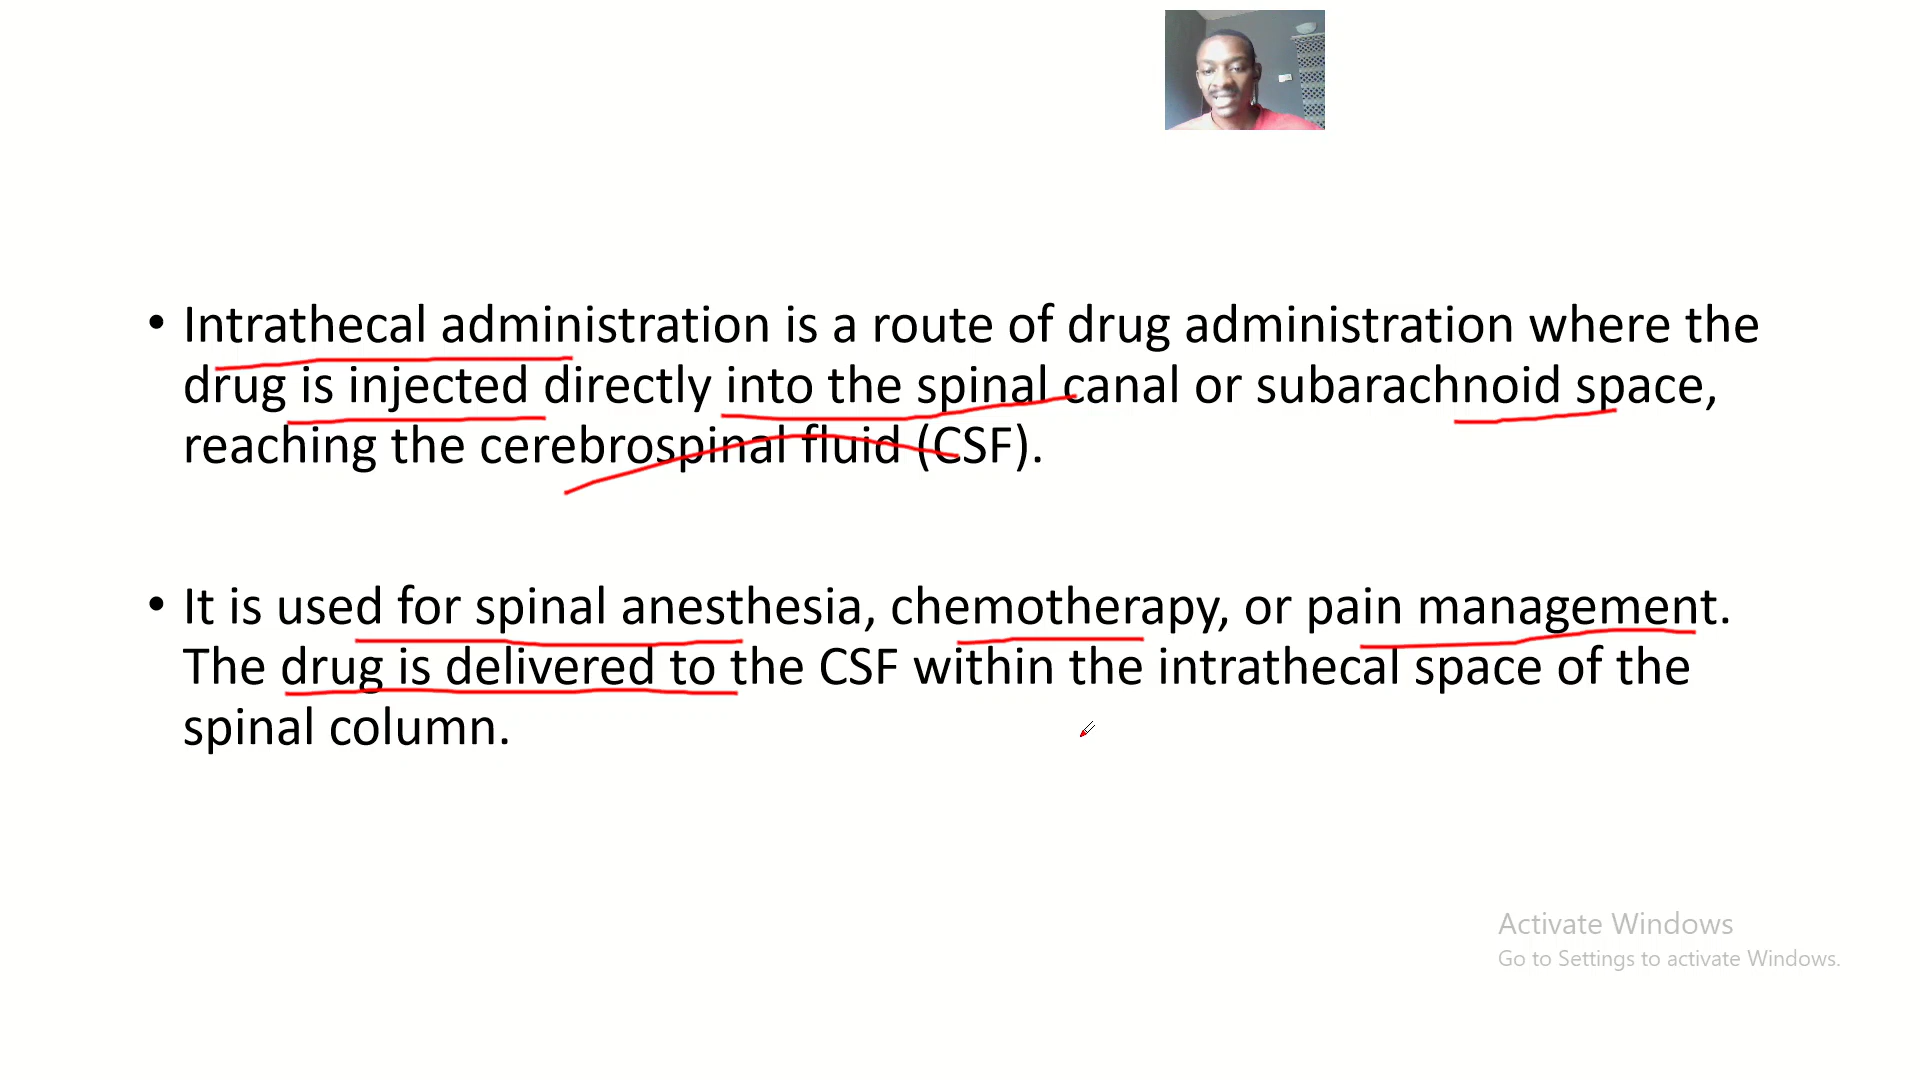 • Intrathecal administration is a route of drug administration where the
drug is injected directly into the spinal canal or subarachnoid space,
reaching the cerebrospinal fluid (CSF).
• It is used for spinal anesthesia, chemotherapy, or pain management.
The drug is delivered to the CSF within the intrathecal space of the
spinal column.
Activate Windows
Go to Settings to activate Windows.